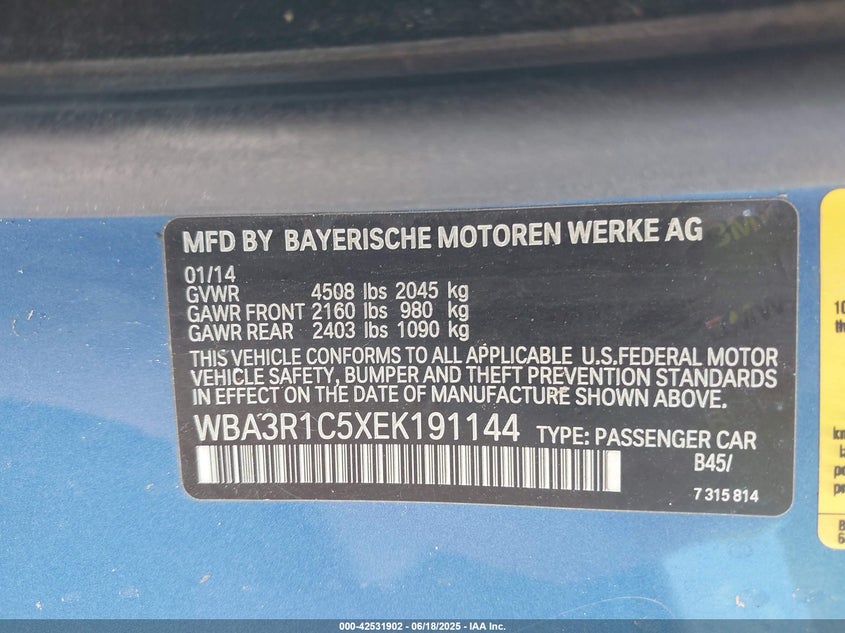 MFD BY BAYERISCHE MOTOREN WERKE AG
01/14
GVWR 4508 lbs 2045 kg
GAWR FRONT 2160 lbs 980 kg
GAWR REAR 2403 lbs 1090 kg
THIS VEHICLE CONFORMS TO ALL APPLICABLE U.S.FEDERAL MOTOR
VEHICLE SAFETY, BUMPER AND THEFT PREVENTION STANDARDS
IN EFFECT ON THE DATE OF MANUFACTURE SHOWN ABOVE.
WBA3R1C5XEK191144 TYPE: PASSENGER CAR
B45/
7 315 814
000-42531902 - 06/18/2025 - IAA Inc.